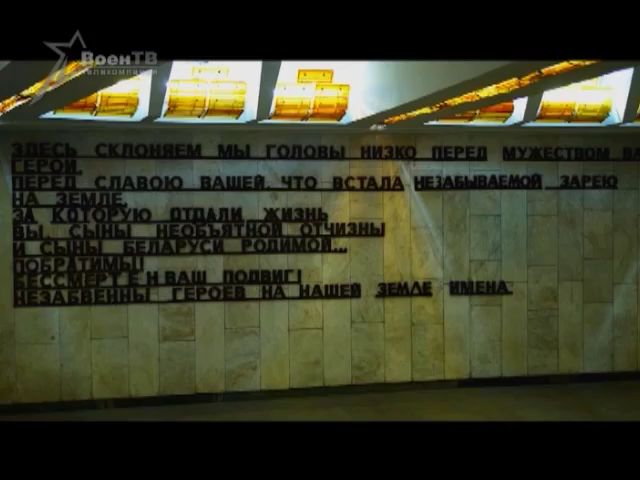 ВоенТВ
телекомпания
ЗДЕСЬ СКЛОНЯЕМ МЫ ГОЛОВЫ НИЗКО ПЕРЕД МУЖЕСТВОМ ВА
ГЕРОИ,
ПЕРЕД СЛАВОЮ ВАШЕЙ, ЧТО ВСТАЛА НЕЗАБЫВАЕМОЙ ЗАРЕЮ
НА ЗЕМЛЕ,
ЗА КОТОРУЮ ОТДАЛИ ЖИЗНЬ
ВЫ, СЫНЫ НЕОБЪЯТНОЙ ОТЧИЗНЫ
И СЫНЫ БЕЛАРУСИ РОДИМОЙ...
ПОБРАТИМЫ!
БЕССМЕРТЕН ВАШ ПОДВИГ!
НЕЗАБВЕННЫ ГЕРОЕВ НА НАШЕЙ ЗЕМЛЕ ИМЕНА